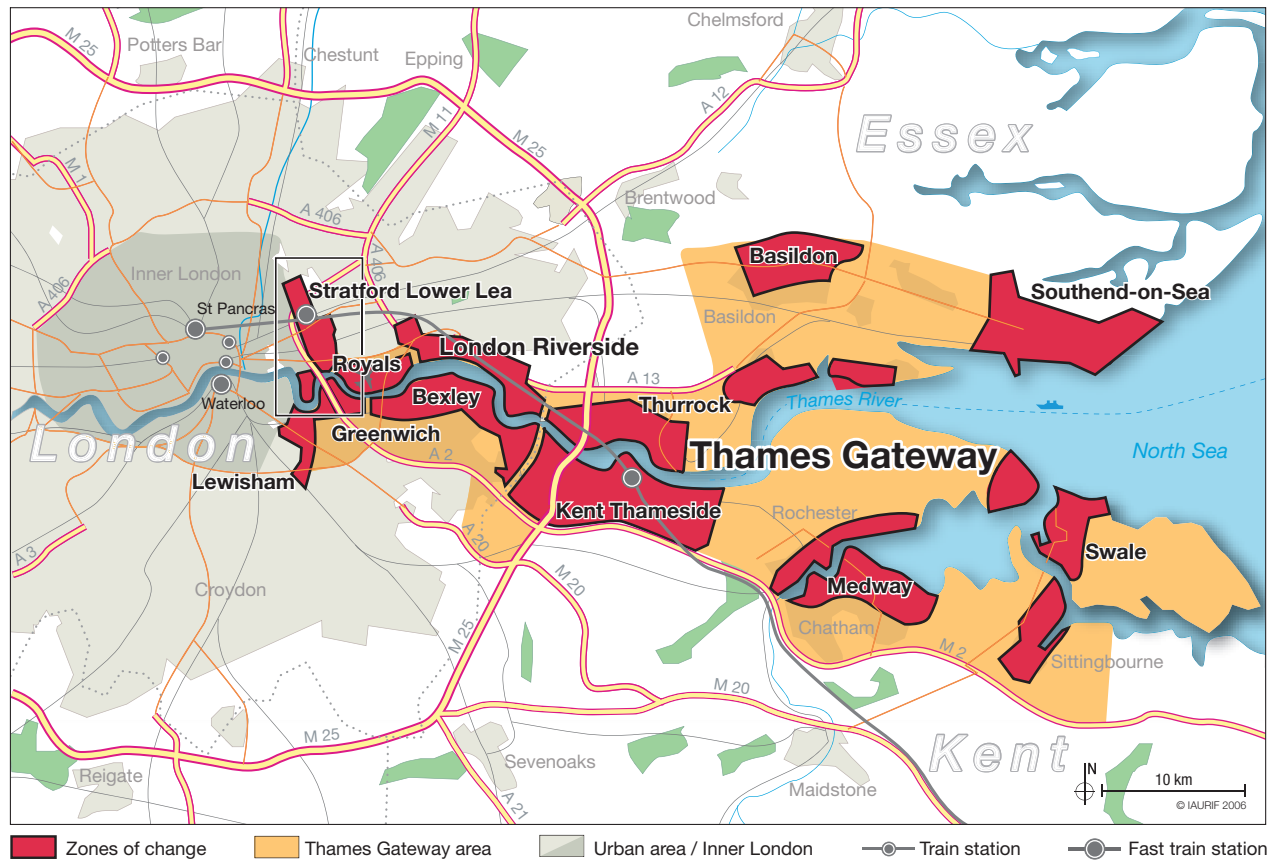 Chelmsford
M 25
Potters Bar
Chestunt
Epping
A 12
M 11
M 25
Essex
M 1
Brentwood
A 406
A 406
A 406
Inner London
Basildon
Stratford Lower Lea
Southend-on-Sea
St Pancras
Basildon
London Riverside
Royals
A 13
Bexley
Thurrock
Thames River
Waterloo
Greenwich
London
A 2
Thames Gateway
North Sea
Lewisham
Kent Thameside
Rochester
A 20
Swale
A 3
M 20
Medway
Croydon
Chatham
M 25
M 2
Sittingbourne
M 20
M 25
Kent
Sevenoaks
Reigate
Maidstone
A 21
N
10 km
© IAURIF 2006
Zones of change
Thames Gateway area
Urban area / Inner London
Train station
Fast train station